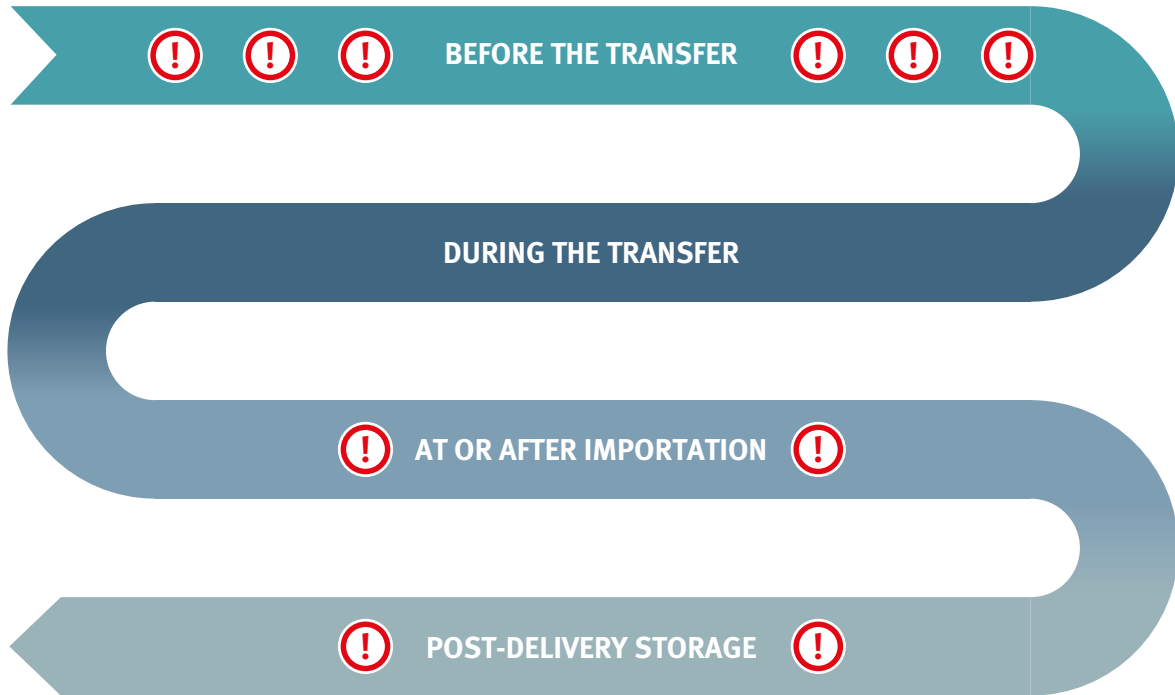 ! ! ! BEFORE THE TRANSFER ! ! !
DURING THE TRANSFER
! AT OR AFTER IMPORTATION !
! POST-DELIVERY STORAGE !